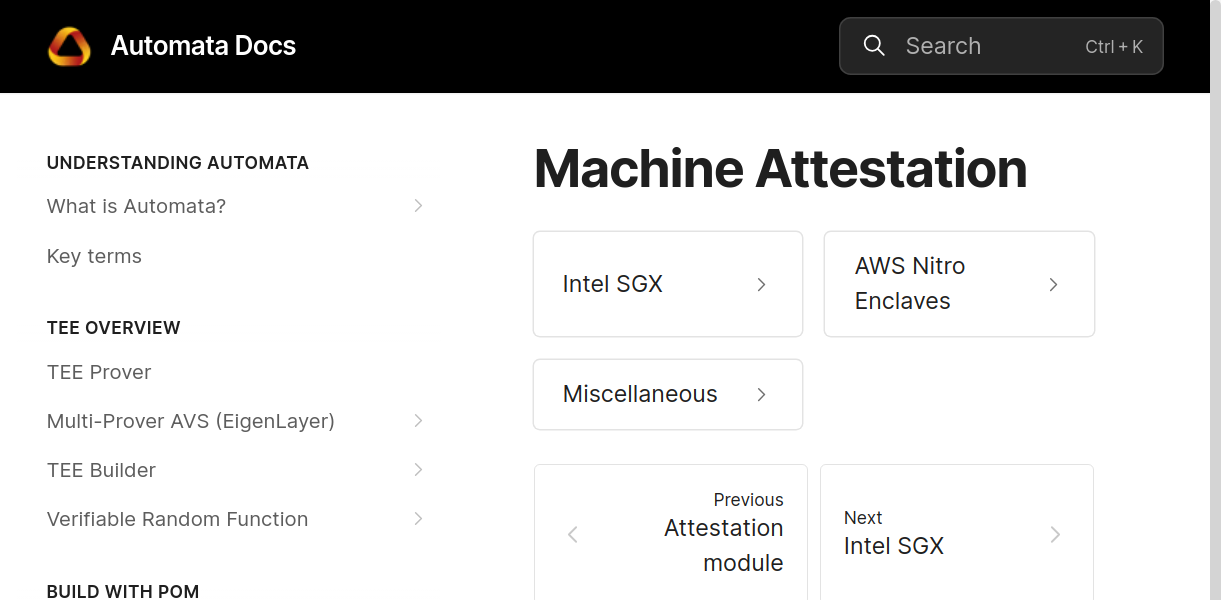 Automata Docs
Search
Ctrl + K
UNDERSTANDING AUTOMATA
What is Automata?
Key terms
TEE OVERVIEW
TEE Prover
Multi-Prover AVS (EigenLayer)
TEE Builder
Verifiable Random Function
BUILD WITH POM
Machine Attestation
Intel SGX
AWS Nitro
Enclaves
Miscellaneous
Previous
Attestation
module
Next
Intel SGX